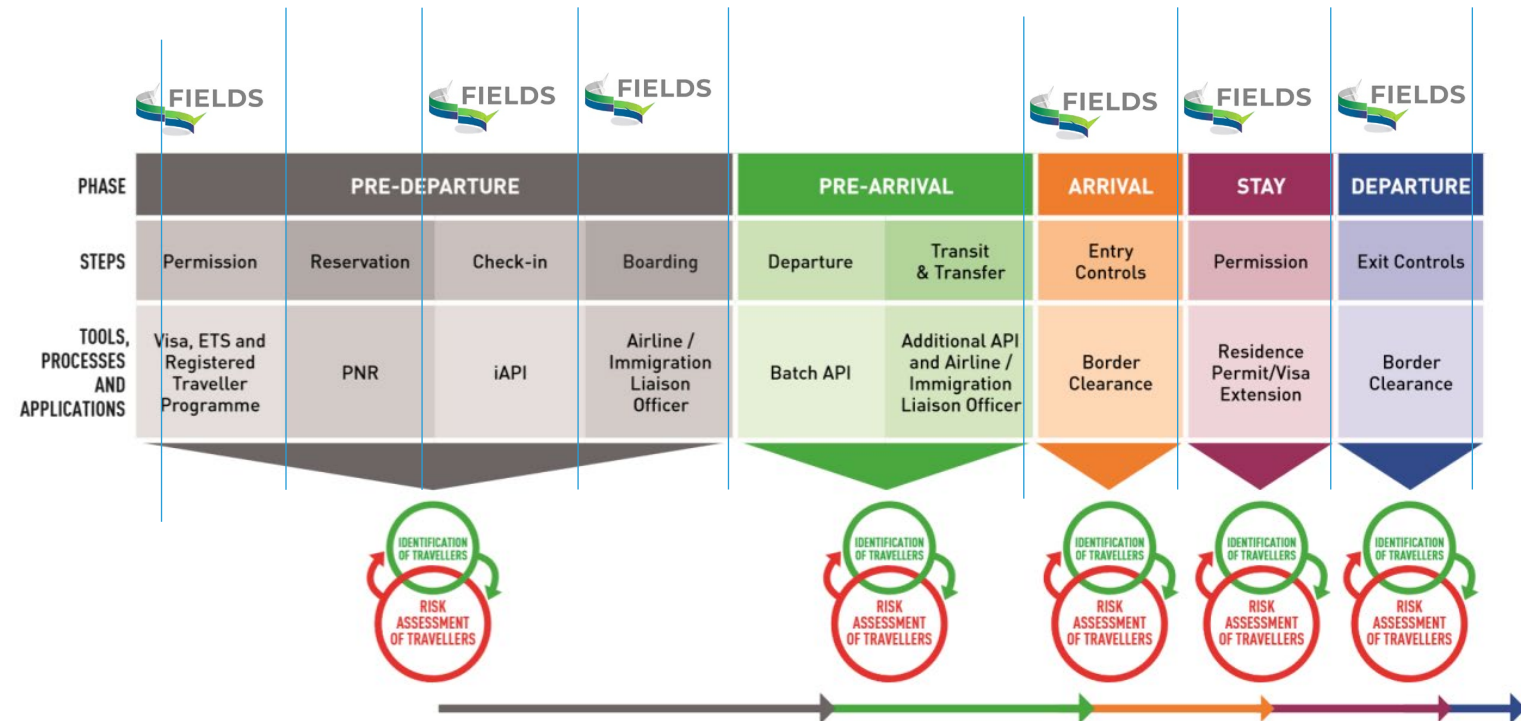 FIELDS
FIELDS
FIELDS
FIELDS
FIELDS
FIELDS
PHASE
PRE-DEPARTURE
PRE-ARRIVAL
ARRIVAL
STAY
DEPARTURE
STEPS
Permission
Reservation
Check-in
Boarding
Departure
Transit
& Transfer
Entry
Controls
Permission
Exit Controls
TOOLS,
PROCESSES
AND
APPLICATIONS
Visa, ETS and
Registered
Traveller
Programme
PNR
iAPI
Airline /
Immigration
Liaison
Officer
Batch API
Additional API
and Airline /
Immigration
Liaison Officer
Border
Clearance
Residence
Permit/Visa
Extension
Border
Clearance
IDENTIFICATION
OF TRAVELLERS
RISK
ASSESSMENT
OF TRAVELLERS
IDENTIFICATION
OF TRAVELLERS
RISK
ASSESSMENT
OF TRAVELLERS
IDENTIFICATION
OF TRAVELLERS
RISK
ASSESSMENT
OF TRAVELLERS
IDENTIFICATION
OF TRAVELLERS
RISK
ASSESSMENT
OF TRAVELLERS
IDENTIFICATION
OF TRAVELLERS
RISK
ASSESSMENT
OF TRAVELLERS